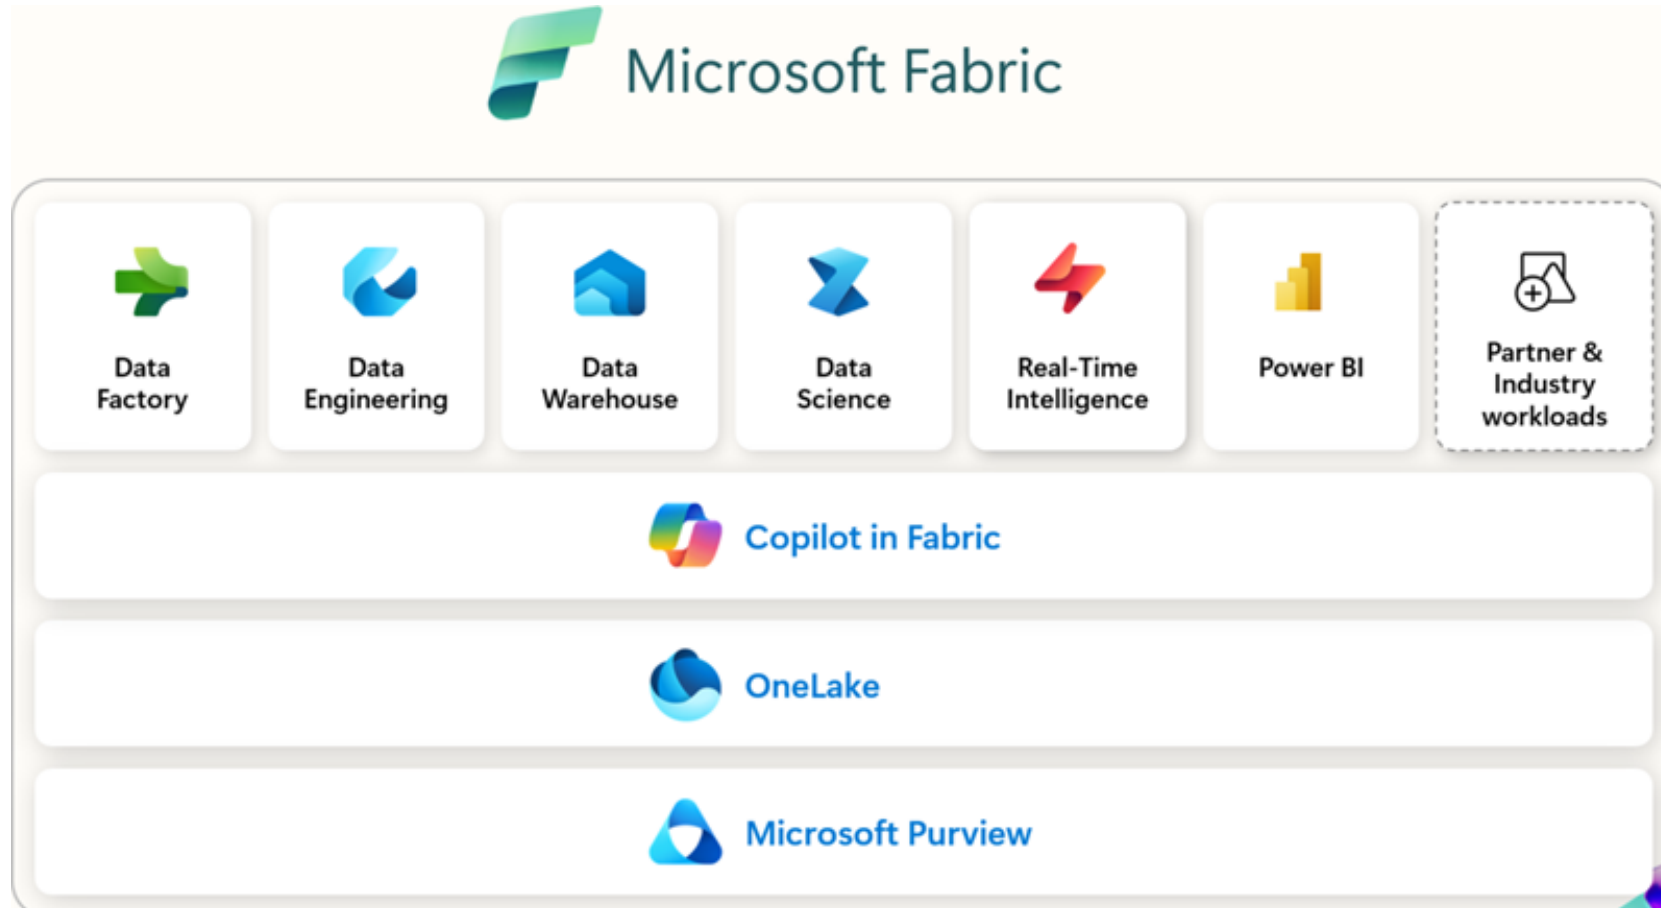 Microsoft Fabric
Data
Factory
Data
Engineering
Data
Warehouse
Data
Science
Real-Time
Intelligence
Power BI
Partner &
Industry
workloads
Copilot in Fabric
OneLake
Microsoft Purview